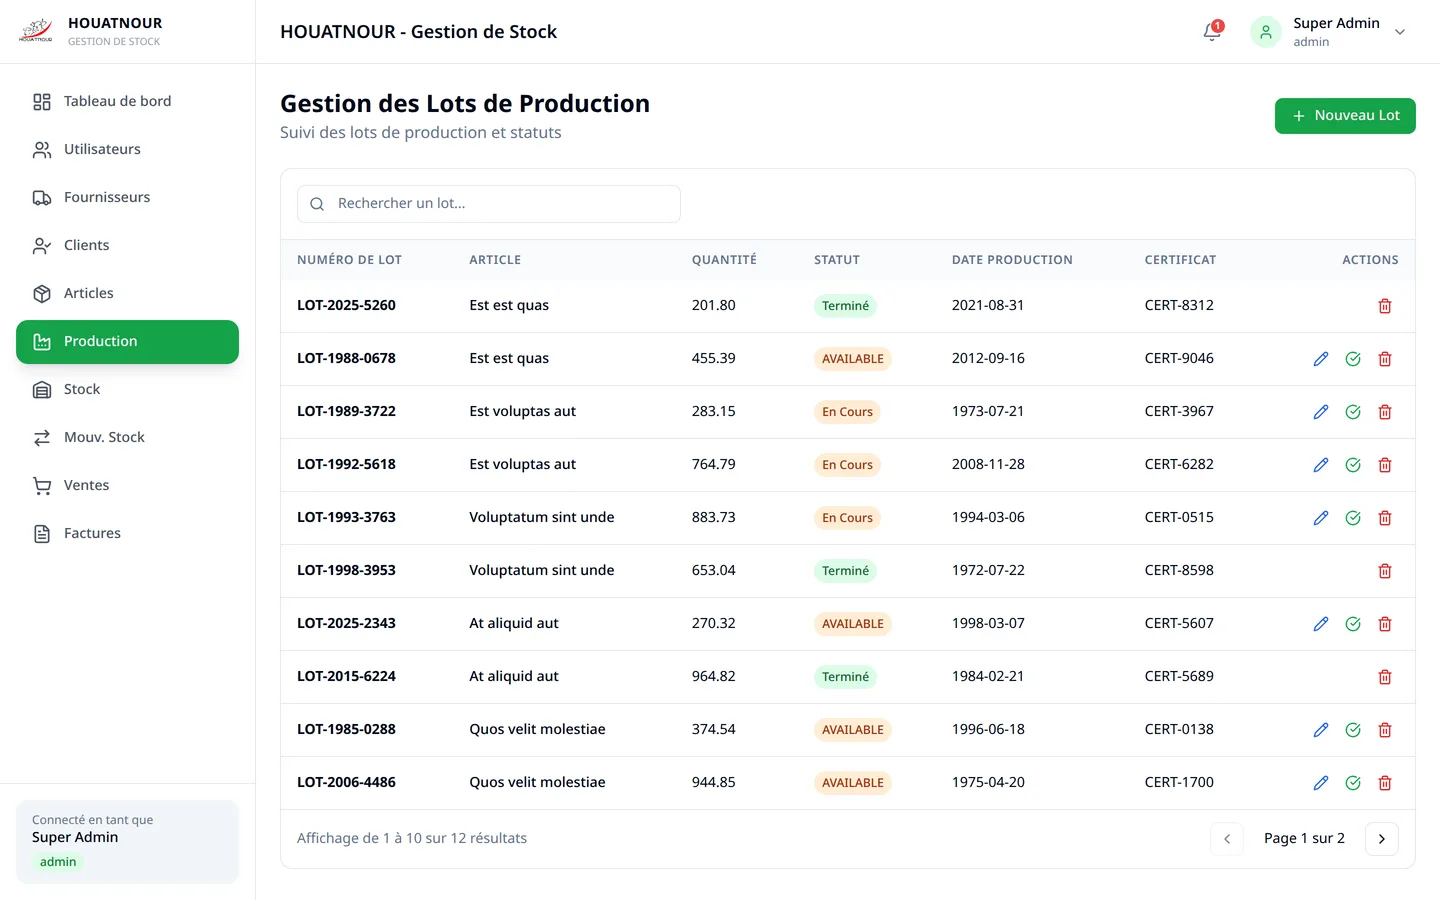 HOUATNOUR
HOUATNOUR
GESTION DE STOCK
HOUATNOUR - Gestion de Stock
1
Super Admin
admin
Tableau de bord
Utilisateurs
Fournisseurs
Clients
Articles
Production
Stock
Mouv. Stock
Ventes
Factures
Connecté en tant que
Super Admin
admin
Gestion des Lots de Production
Suivi des lots de production et statuts
Nouveau Lot
Rechercher un lot...
NUMÉRO DE LOT ARTICLE QUANTITÉ STATUT DATE PRODUCTION CERTIFICAT ACTIONS
LOT-2025-5260 Est est quas 201.80 Terminé 2021-08-31 CERT-8312
LOT-1988-0678 Est est quas 455.39 AVAILABLE 2012-09-16 CERT-9046
LOT-1989-3722 Est voluptas aut 283.15 En Cours 1973-07-21 CERT-3967
LOT-1992-5618 Est voluptas aut 764.79 En Cours 2008-11-28 CERT-6282
LOT-1993-3763 Voluptatum sint unde 883.73 En Cours 1994-03-06 CERT-0515
LOT-1998-3953 Voluptatum sint unde 653.04 Terminé 1972-07-22 CERT-8598
LOT-2025-2343 At aliquid aut 270.32 AVAILABLE 1998-03-07 CERT-5607
LOT-2015-6224 At aliquid aut 964.82 Terminé 1984-02-21 CERT-5689
LOT-1985-0288 Quos velit molestiae 374.54 AVAILABLE 1996-06-18 CERT-0138
LOT-2006-4486 Quos velit molestiae 944.85 AVAILABLE 1975-04-20 CERT-1700
Affichage de 1 à 10 sur 12 résultats
Page 1 sur 2